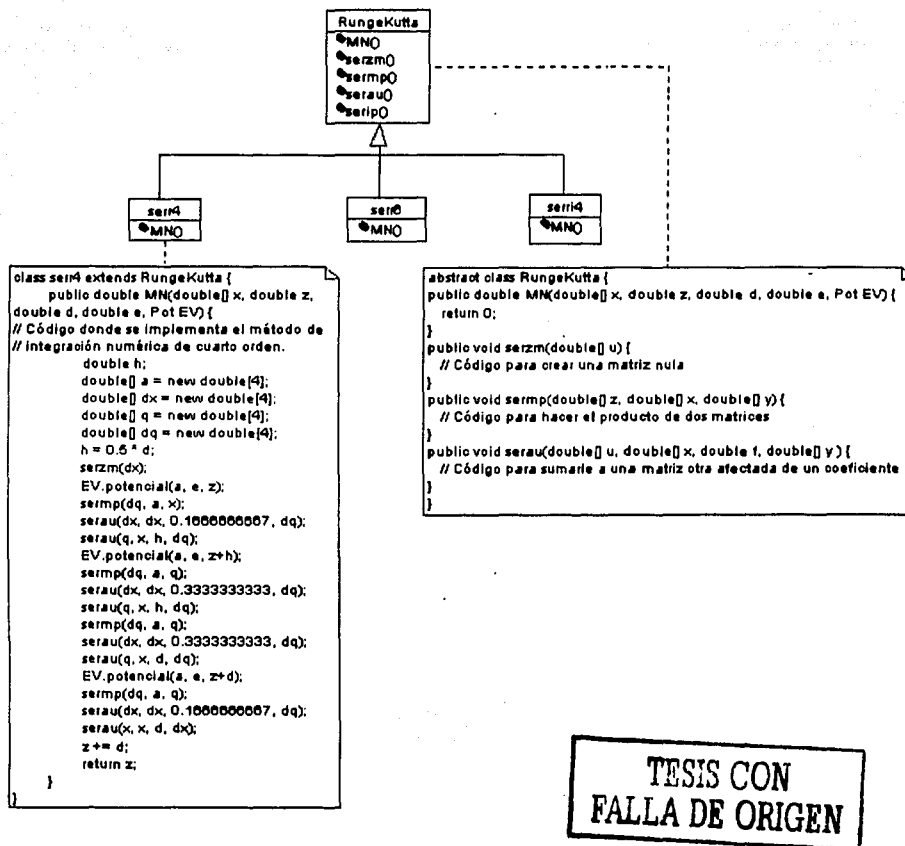 RungeKutta
MN()
serzm()
sermp()
serau()
serip()
serr4
MN()
serr6
MN()
serri4
MN()
class serr4 extends RungeKutta {
public double MN(double[] x, double z,
double d, double e, Pot EV) {
// Código donde se implementa el método de
// integración numérica de cuarto orden.
double h;
double[] a = new double[4];
double[] dx = new double[4];
double[] q = new double[4];
double[] dq = new double[4];
h = 0.5 * d;
serzm(dx);
EV.potencial(a, e, z);
sermp(dq, a, x);
serau(dx, dx, 0.1666666667, dq);
serau(q, x, h, dq);
EV.potencial(a, e, z+h);
sermp(dq, a, q);
serau(dx, dx, 0.3333333333, dq);
serau(q, x, h, dq);
sermp(dq, a, q);
serau(dx, dx, 0.3333333333, dq);
serau(q, x, d, dq);
EV.potencial(a, e, z+d);
sermp(dq, a, q);
serau(dx, dx, 0.1666666667, dq);
serau(x, x, d, dx);
z += d;
return z;
}
}
abstract class RungeKutta {
public double MN(double[] x, double z, double d, double e, Pot EV) {
return 0;
}
public void serzm(double[] u) {
// Código para crear una matriz nula
}
public void sermp(double[] z, double[] x, double[] y) {
// Código para hacer el producto de dos matrices
}
public void serau(double[] u, double[] x, double f, double[] y ) {
// Código para sumarle a una matriz otra afectada de un coeficiente
}
}
TESIS CON
FALLA DE ORIGEN